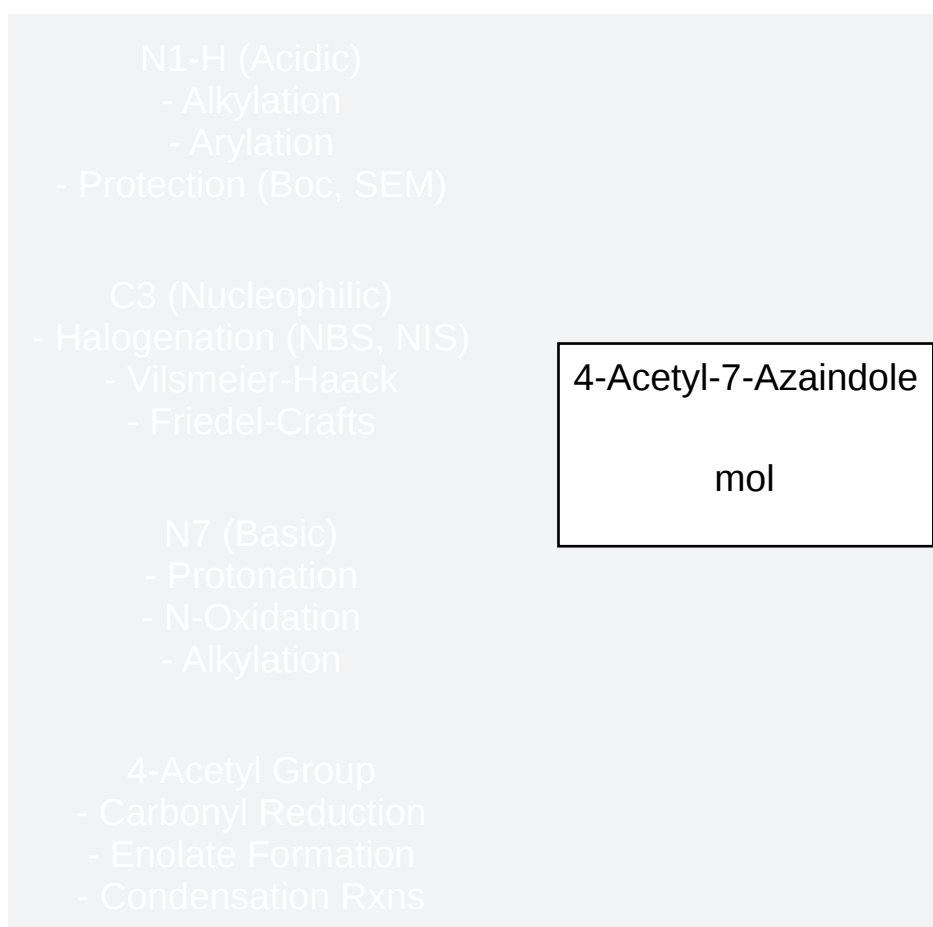 N1-H (Acidic)
- Alkylation
- Arylation
- Protection (Boc, SEM)
C3 (Nucleophilic)
- Halogenation (NBS, NIS)
- Vilsmeier-Haack
- Friedel-Crafts
N7 (Basic)
- Protonation
- N-Oxidation
- Alkylation
4-Acetyl Group
- Carbonyl Reduction
- Enolate Formation
- Condensation Rxns
4-Acetyl-7-Azaindole
mol